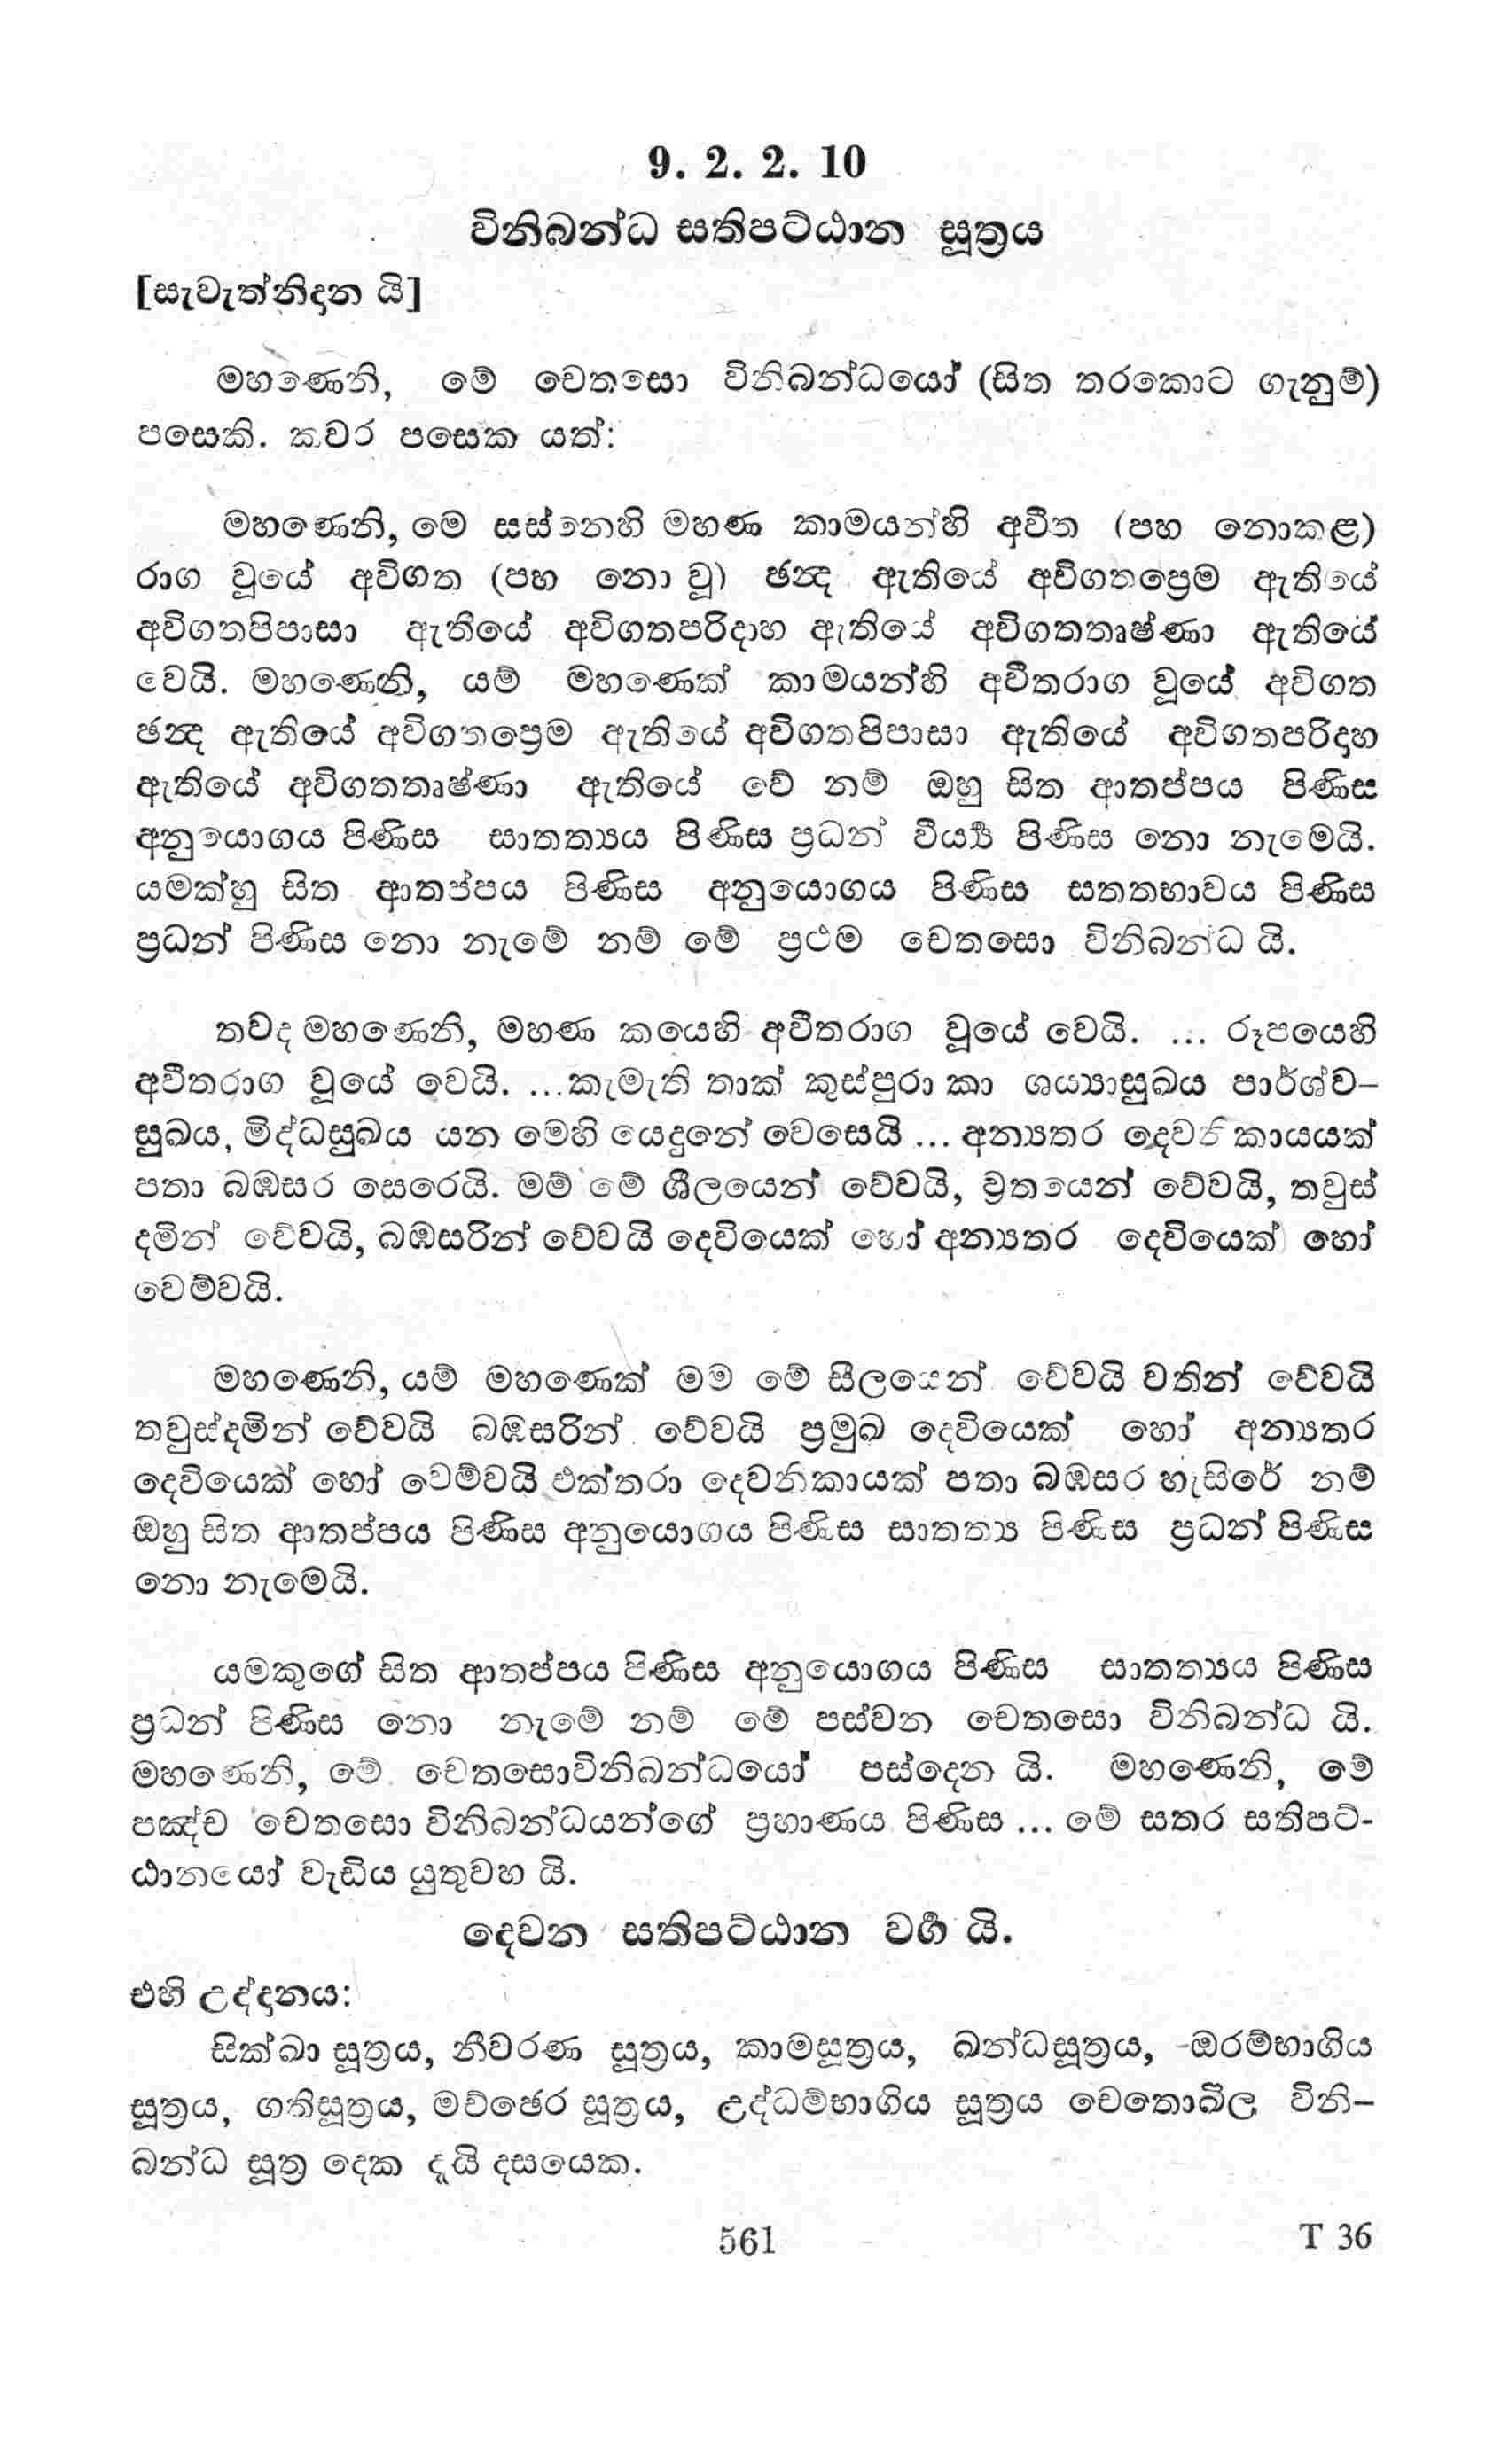 9. 2. 2. 10
විනිබන්ධ සතිපට්ඨාන සූත්‍රය
[සැවැත්නිදාන යි]
මහණෙනි, මේ චෙතසො විනිබන්ධයෝ (සිත තරකොට ගැනුම්)
පසෙකි. කවර පසෙක යත්:
මහණෙනි, මෙ සස්නෙහි මහණ කාමයන්හි අවීත (පහ නොකළ)
රාග වූයේ අවිගත (පහ නො වූ) ඡන්‍ද ඇතියේ අවිගතප්‍රෙම ඇතියේ
අවිගතපිපාසා ඇතියේ අවිගතපරිදාහ ඇතියේ අවිගතතෘෂ්ණා ඇතියේ
වෙයි. මහණෙනි, යම් මහණෙක් කාමයන්හි අවීතරාග වූයේ අවිගත
ඡන්‍ද ඇතියේ අවිගතප්‍රෙම ඇතියේ අවිගතපිපාසා ඇතියේ අවිගතපරිදාහ
ඇතියේ අවිගතතෘෂ්ණා ඇතියේ වේ නම් ඔහු සිත ආතප්පය පිණිස
අනුයොගය පිණිස සාතත්‍යය පිණිස ප්‍රධන් වීර්‍ය්‍ය පිණිස නො නැමෙයි.
යමක්හු සිත ආතප්පය පිණිස අනුයොගය පිණිස සතතභාවය පිණිස
ප්‍රධන් පිණිස නො නැමේ නම් මේ ප්‍රථම චෙතසො විනිබන්ධ යි.
තවද මහණෙනි, මහණ කයෙහි අවීතරාග වූයේ වෙයි. ... රූපයෙහි
අවීතරාග වූයේ වෙයි. ...කැමැති තාක් කුස්පුරා කා ශය්‍යාසුඛය පාර්ශ්ව–
සුඛය, මිද්ධසුඛය යන මෙහි යෙදුනේ වෙසෙයි ... අන්‍යතර දෙවනිකායයක්
පතා බඹසර සෙරෙයි. මම් මේ ශීලයෙන් වේවයි, ව්‍රතයෙන් වේවයි, තවුස්
දමින් වේවයි, බඹසරින් වේවයි දෙවියෙක් හෝ අන්‍යතර දෙවියෙක් හෝ
වෙම්වයි.
මහණෙනි, යම් මහණෙක් මම මේ සීලයෙන් වේවයි වතින් වේවයි
තවුස්දමින් වේවයි බඹසරින් වේවයි ප්‍රමුඛ දෙවියෙක් හෝ අන්‍යතර
දෙවියෙක් හෝ වෙම්වයි එක්තරා දෙවනිකායක් පතා බඹසර හැසිරේ නම්
ඔහු සිත ආතප්පය පිණිස අනුයොගය පිණිස සාතත්‍ය පිණිස ප්‍රධන් පිණිස
නො නැමෙයි.
යමකුගේ සිත ආතප්පය පිණිස අනුයොගය පිණිස සාතත්‍යය පිණිස
ප්‍රධන් පිණිස නො නැමේ නම් මේ පස්වන චෙතසො විනිබන්ධ යි.
මහණෙනි, මේ චෙතසොවිනිබන්ධයෝ පස්දෙන යි. මහණෙනි, මේ
පඤ්ච චෙතසො විනිබන්ධයන්ගේ ප්‍රහාණය පිණිස ... මේ සතර සතිපට්-
ඨානයෝ වැඩිය යුතුවහ යි.
දෙවන සතිපට්ඨාන වර්‍ග යි.
එහි උද්දානය:
සික්ඛා සූත්‍රය, නීවරණ සූත්‍රය, කාමසූත්‍රය, ඛන්ධසූත්‍රය, ඔරම්භාගිය
සූත්‍රය, ගතිසූත්‍රය, මච්ඡෙර සූත්‍රය, උද්ධම්භාගිය සූත්‍රය චෙතොඛිල විනි–
බන්ධ සූත්‍ර දෙක දැයි දසයෙක.
561 T 36